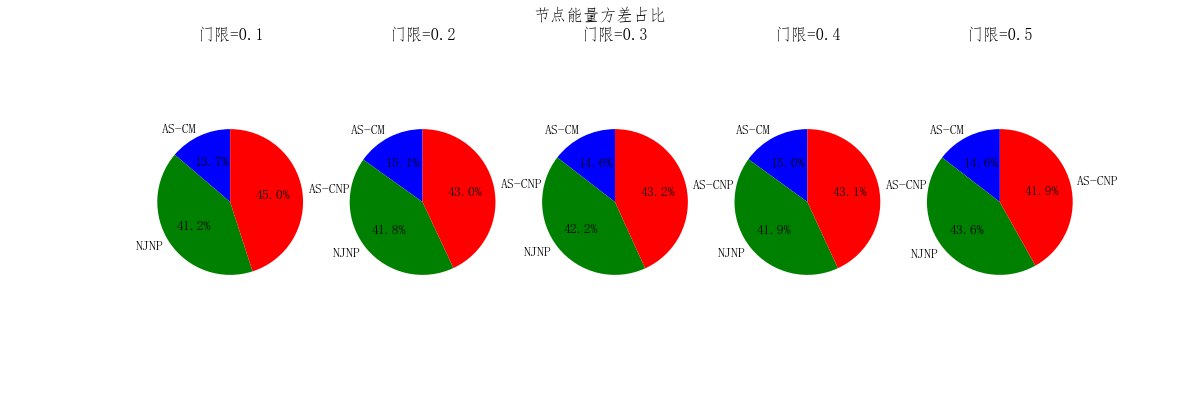 节点能量方差占比
门限=0.1
门限=0.2
门限=0.3
门限=0.4
门限=0.5
AS-CM
13.7%
AS-CNP
45.0%
41.2%
NJNP
AS-CM
15.1%
AS-CNP
43.0%
41.8%
NJNP
AS-CM
14.6%
AS-CNP
43.2%
42.2%
NJNP
AS-CM
15.0%
AS-CNP
43.1%
41.9%
NJNP
AS-CM
14.6%
AS-CNP
41.9%
43.6%
NJNP